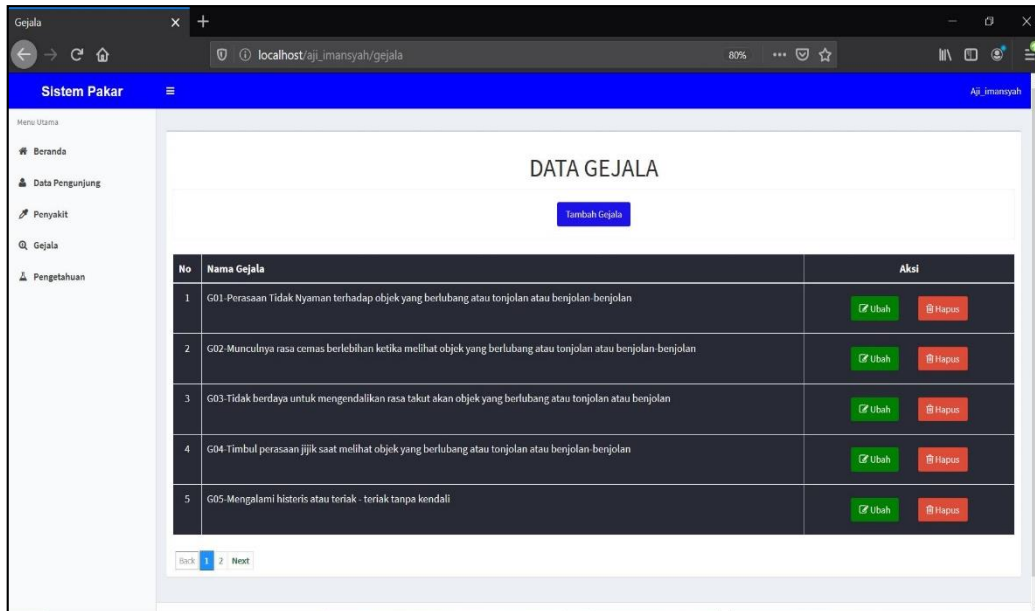 Gejala
localhost/aji_imansyah/gejala 80%
Sistem Pakar Aji_imansyah
Menu Utama
Beranda
Data Pengunjung
Penyakit
Gejala
Pengetahuan
DATA GEJALA
Tambah Gejala
No Nama Gejala Aksi
1 G01-Perasaan Tidak Nyaman terhadap objek yang berlubang atau tonjolan atau benjolan-benjolan Ubah Hapus
2 G02-Munculnya rasa cemas berlebihan ketika melihat objek yang berlubang atau tonjolan atau benjolan-benjolan Ubah Hapus
3 G03-Tidak berdaya untuk mengendalikan rasa takut akan objek yang berlubang atau tonjolan atau benjolan Ubah Hapus
4 G04-Timbul perasaan jijik saat melihat objek yang berlubang atau tonjolan atau benjolan-benjolan Ubah Hapus
5 G05-Mengalami histeris atau teriak - teriak tanpa kendali Ubah Hapus
Back 1 2 Next